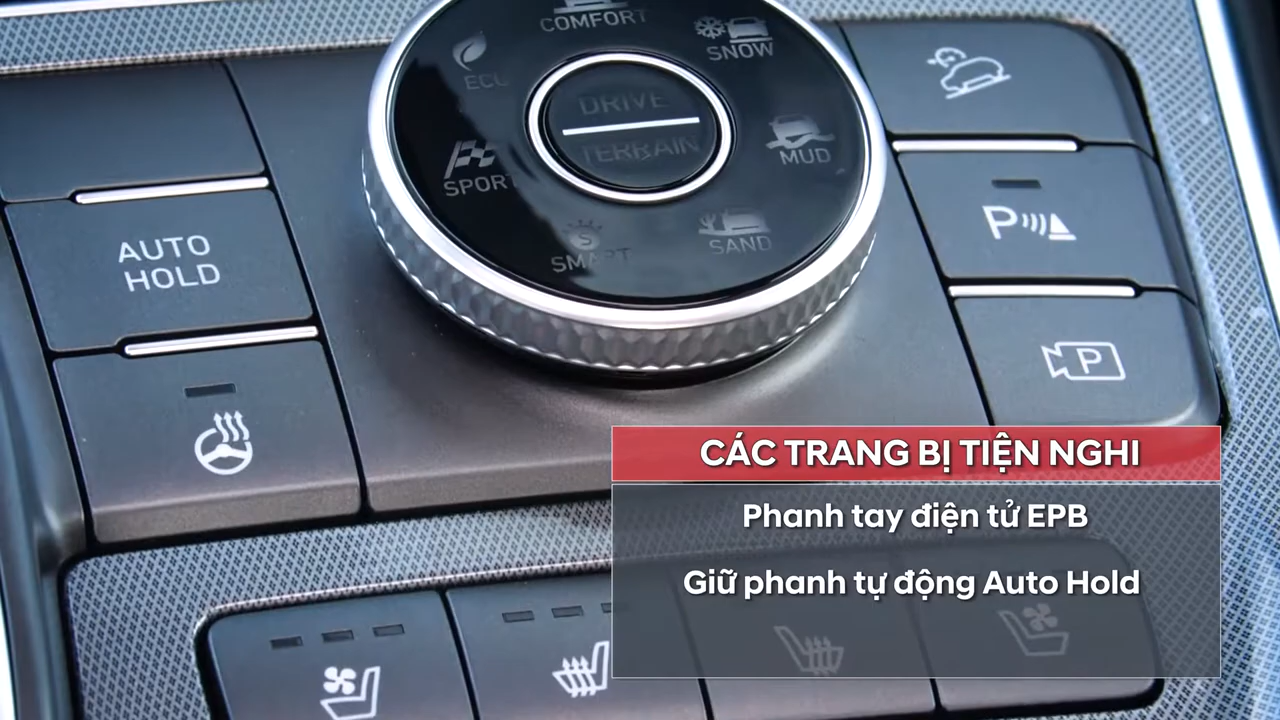 COMFORT
SNOW
ECO
DRIVE
TERRAIN
MUD
SPORT
SAND
SMART
AUTO
HOLD
P
P
CÁC TRANG BỊ TIỆN NGHI
Phanh tay điện tử EPB
Giữ phanh tự động Auto Hold